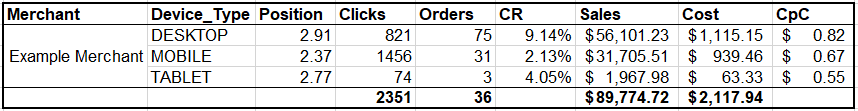 Merchant Device_Type Position Clicks Orders CR Sales Cost CpC
DESKTOP 2.91 821 75 9.14% $56,101.23 $1,115.15 $ 0.82
Example Merchant MOBILE 2.37 1456 31 2.13% $31,705.51 $ 939.46 $ 0.67
TABLET 2.77 74 3 4.05% $ 1,967.98 $ 63.33 $ 0.55
2351 36 $89,774.72 $2,117.94